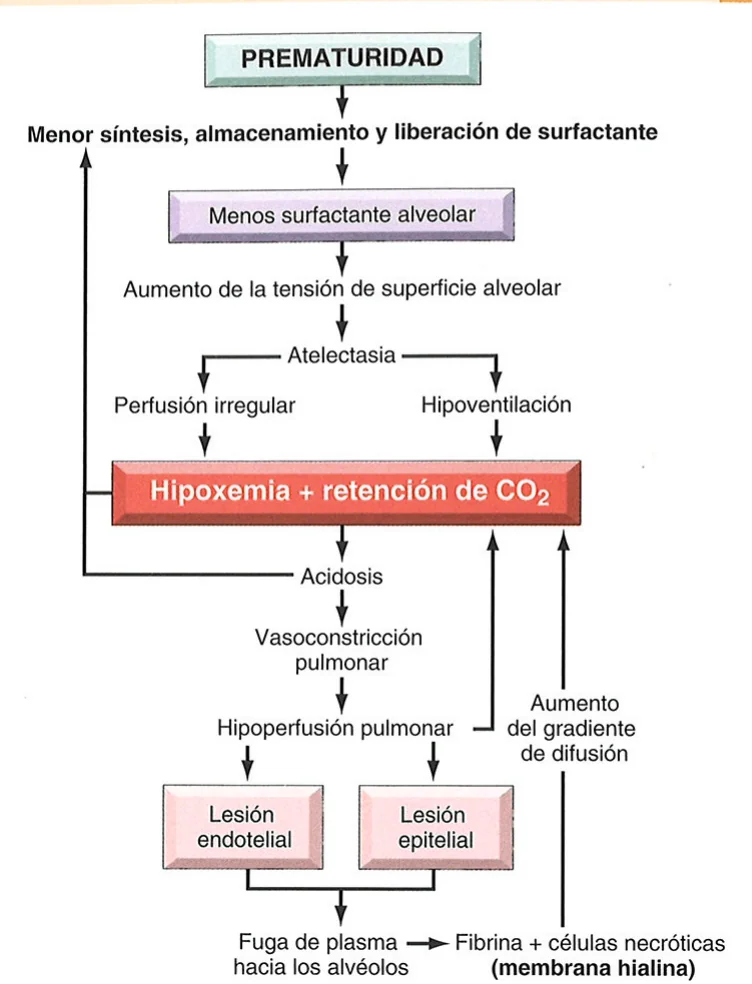 PREMATURIDAD
Menor síntesis, almacenamiento y liberación de surfactante
Menos surfactante alveolar
Aumento de la tensión de superficie alveolar
Atelectasia
Perfusión irregular
Hipoventilación
Hipoxemia + retención de CO₂
Acidosis
Vasoconstricción
pulmonar
Hipoperfusión pulmonar
Aumento
del gradiente
de difusión
Lesión
endotelial
Lesión
epitelial
Fuga de plasma
hacia los alvéolos
Fibrina + células necróticas
(membrana hialina)